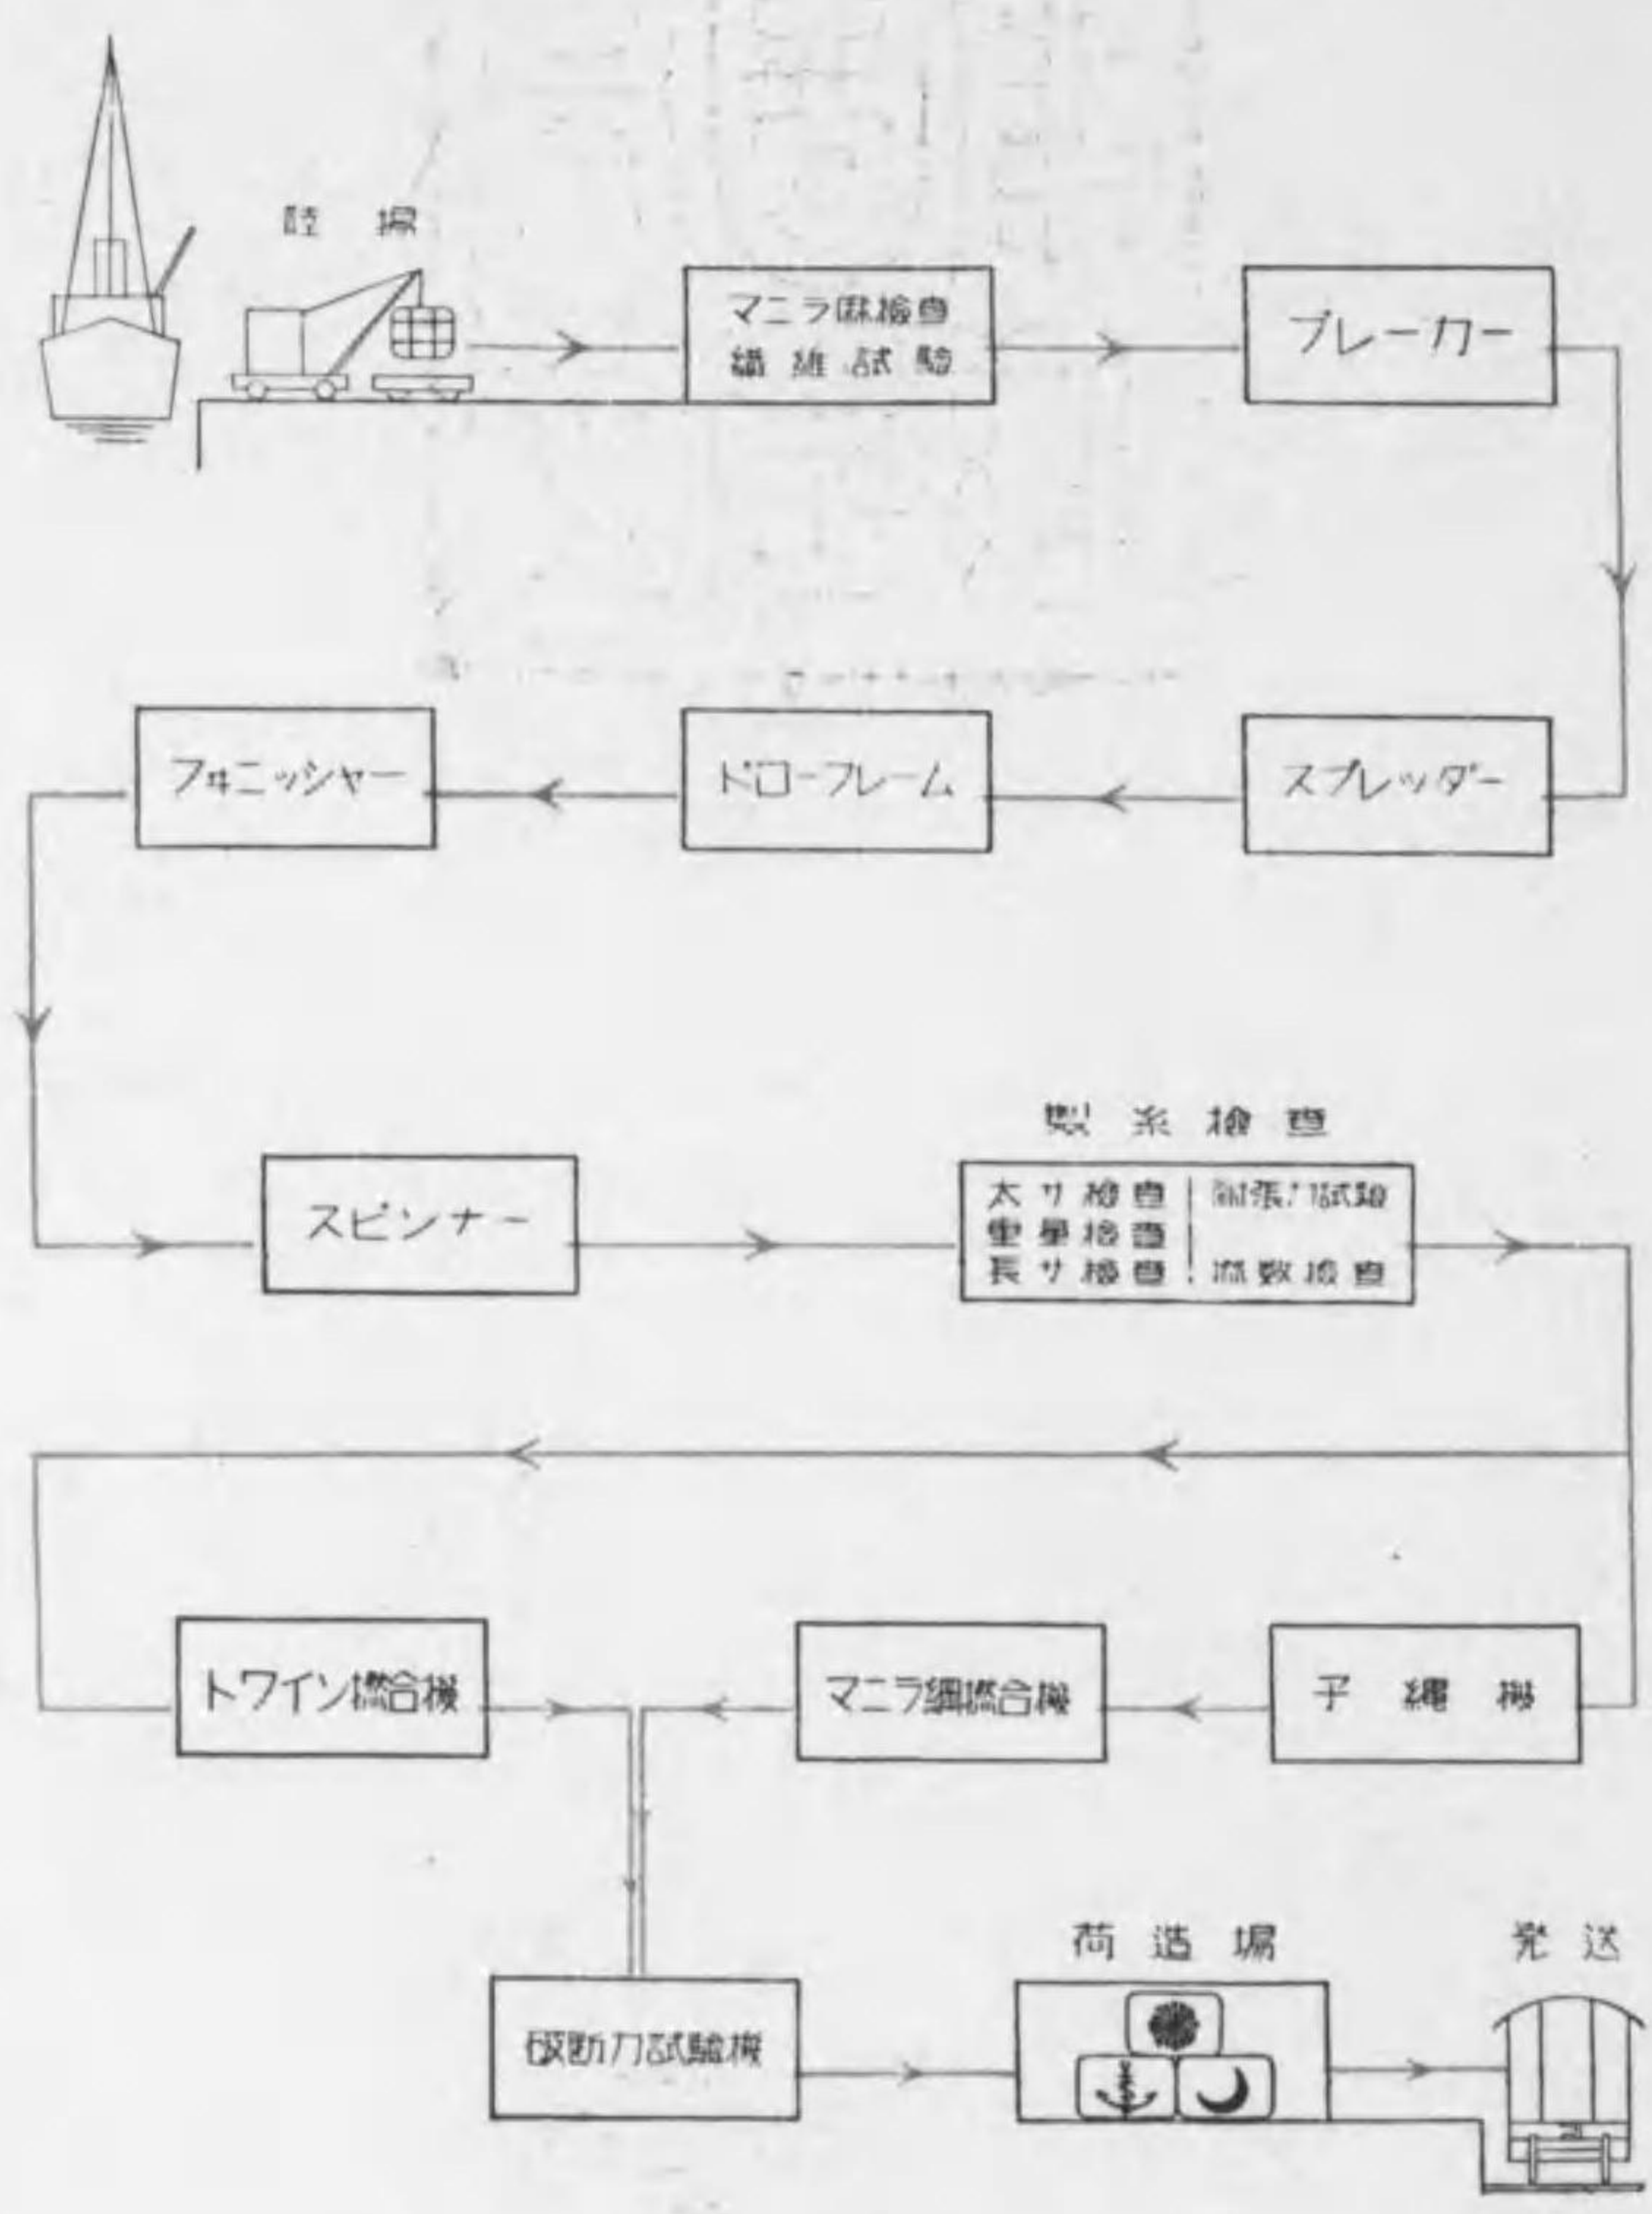 陸揚
マニラ麻検査
繊維試験
ブレーカー
スプレッダー
ドローフレーム
フヰニッシャー
スピンナー
製糸検査
太サ検査 耐張力試験
重量検査
長サ検査 撚数検査
子縄機
マニラ綱撚合機
トワイン撚合機
破断力試験機
荷造場
発送